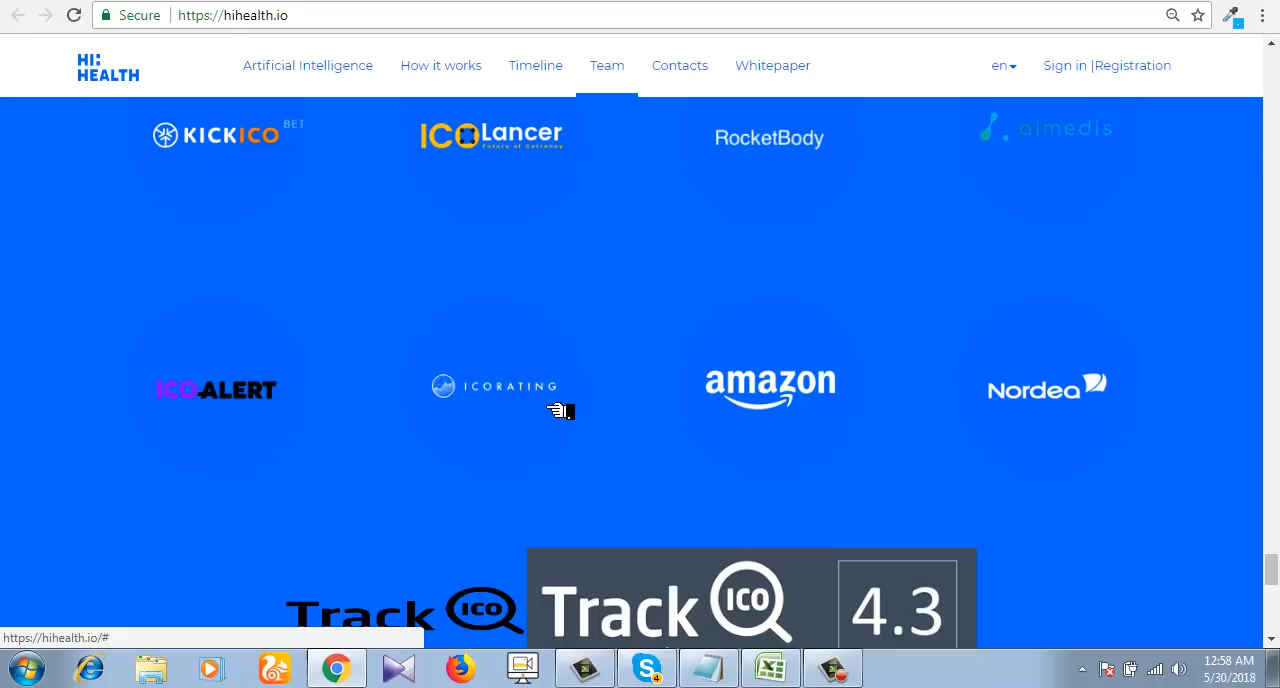 Secure https://hihealth.io
HI:
HEALTH
Artificial Intelligence How it works Timeline Team Contacts Whitepaper en Sign in |Registration
KICKICO BET
ICOLancer
Future of Currency
RocketBody
aimedis
ICOALERT
ICORATING
amazon
Nordea
Track ICO
Track ICO 4.3
https://hihealth.io/#
4
12:58 AM
5/30/2018